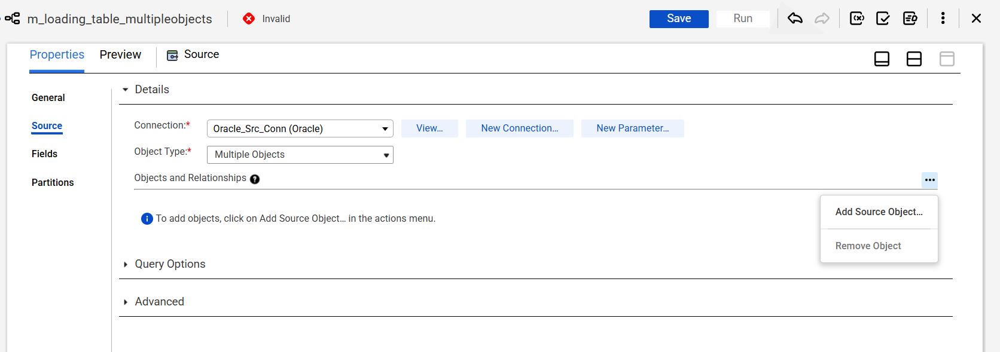 m_loading_table_multipleobjects Invalid Save Run
Properties Preview Source
General
Source
Fields
Partitions
Details
Connection:* Oracle_Src_Conn (Oracle) View... New Connection... New Parameter...
Object Type:* Multiple Objects
Objects and Relationships ?
To add objects, click on Add Source Object... in the actions menu.
Add Source Object...
Remove Object
Query Options
Advanced